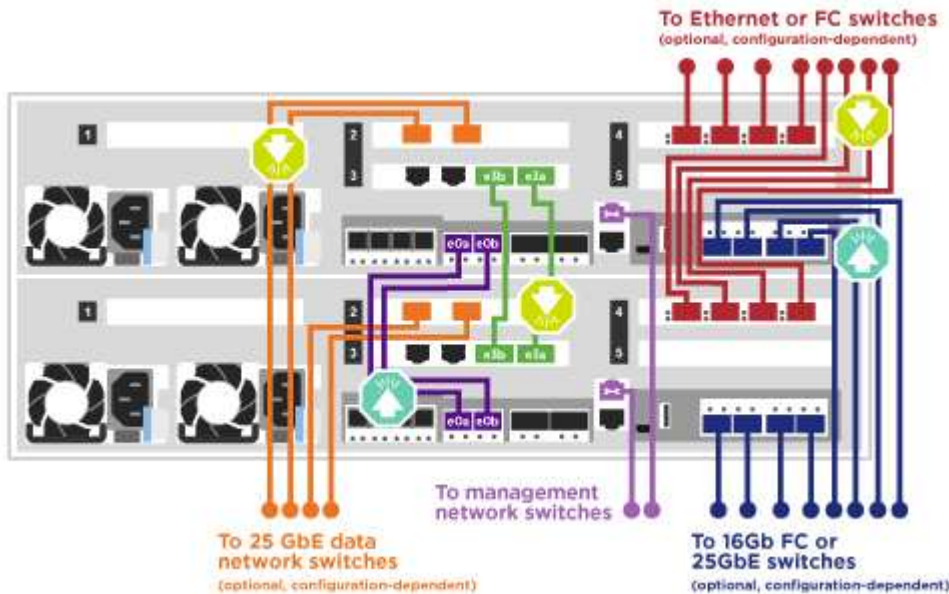 To Ethernet or FC switches
(optional, configuration-dependent)
1
2
4
3
e3b
e3a
5
e0a
e0b
1
2
4
3
e3b
e3a
5
e0a
e0b
To management
network switches
To 25 GbE data
network switches
(optional, configuration-dependent)
To 16Gb FC or
25GbE switches
(optional, configuration-dependent)